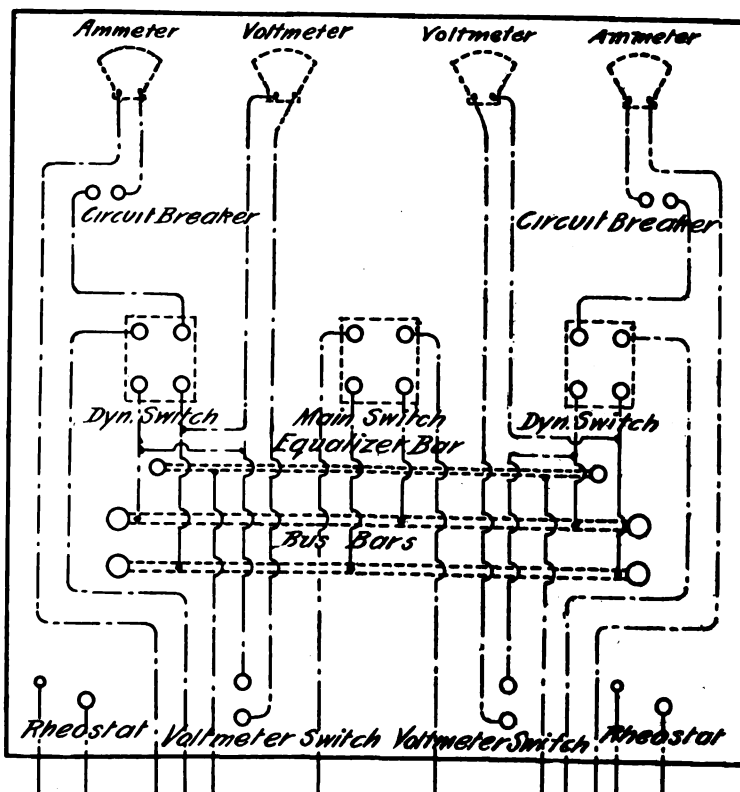 Ammeter Voltmeter Voltmeter Ammeter
Circuit Breaker Circuit Breaker
Dyn. Switch Main Switch Dyn. Switch
Equalizer Bar
Bus Bars
Rheostat Voltmeter Switch Voltmeter Switch Rheostat